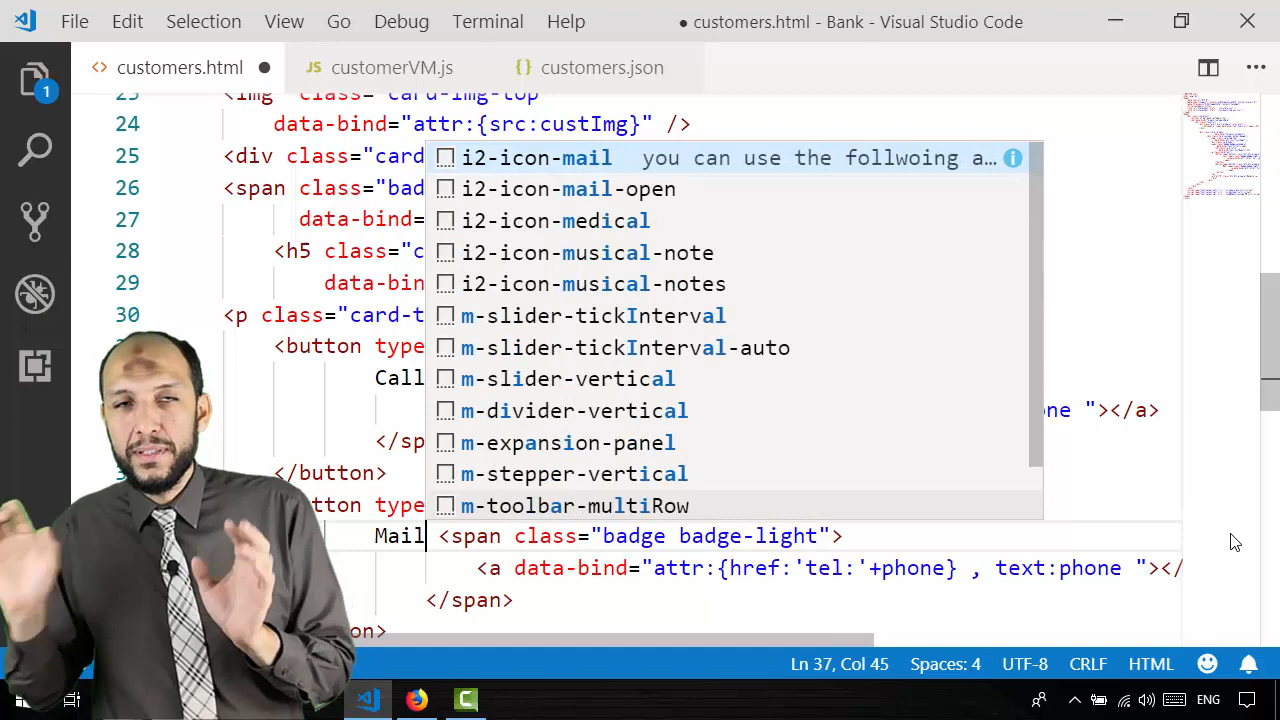 File Edit Selection View Go Debug Terminal Help ● customers.html - Bank - Visual Studio Code
customers.html ● JS customerVM.js {} customers.json
<img class="card-img-top"
24 data-bind="attr:{src:custImg}" />
25 <div class="car
26 <span class="bad
27 data-bind=
28 <h5 class="c
29 data-bin
30 <p class="card-t
<button type
Call
one "></a>
</sp
</button>
utton type
Mail <span class="badge badge-light">
<a data-bind="attr:{href:'tel:'+phone} , text:phone "></
</span>
on>
i2-icon-mail you can use the follwoing a…
i2-icon-mail-open
i2-icon-medical
i2-icon-musical-note
i2-icon-musical-notes
m-slider-tickInterval
m-slider-tickInterval-auto
m-slider-vertical
m-divider-vertical
m-expansion-panel
m-stepper-vertical
m-toolbar-multiRow
1
Ln 37, Col 45 Spaces: 4 UTF-8 CRLF HTML
ENG